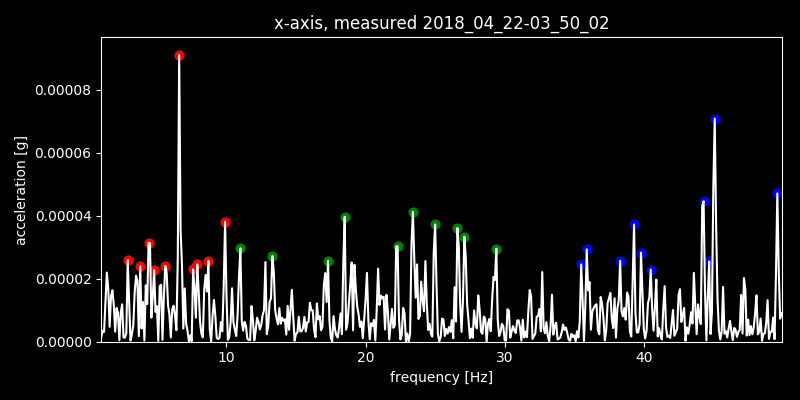 x-axis, measured 2018_04_22-03_50_02
0.00008
0.00006
0.00004
0.00002
0.00000
acceleration [g]
10 20 30 40
frequency [Hz]